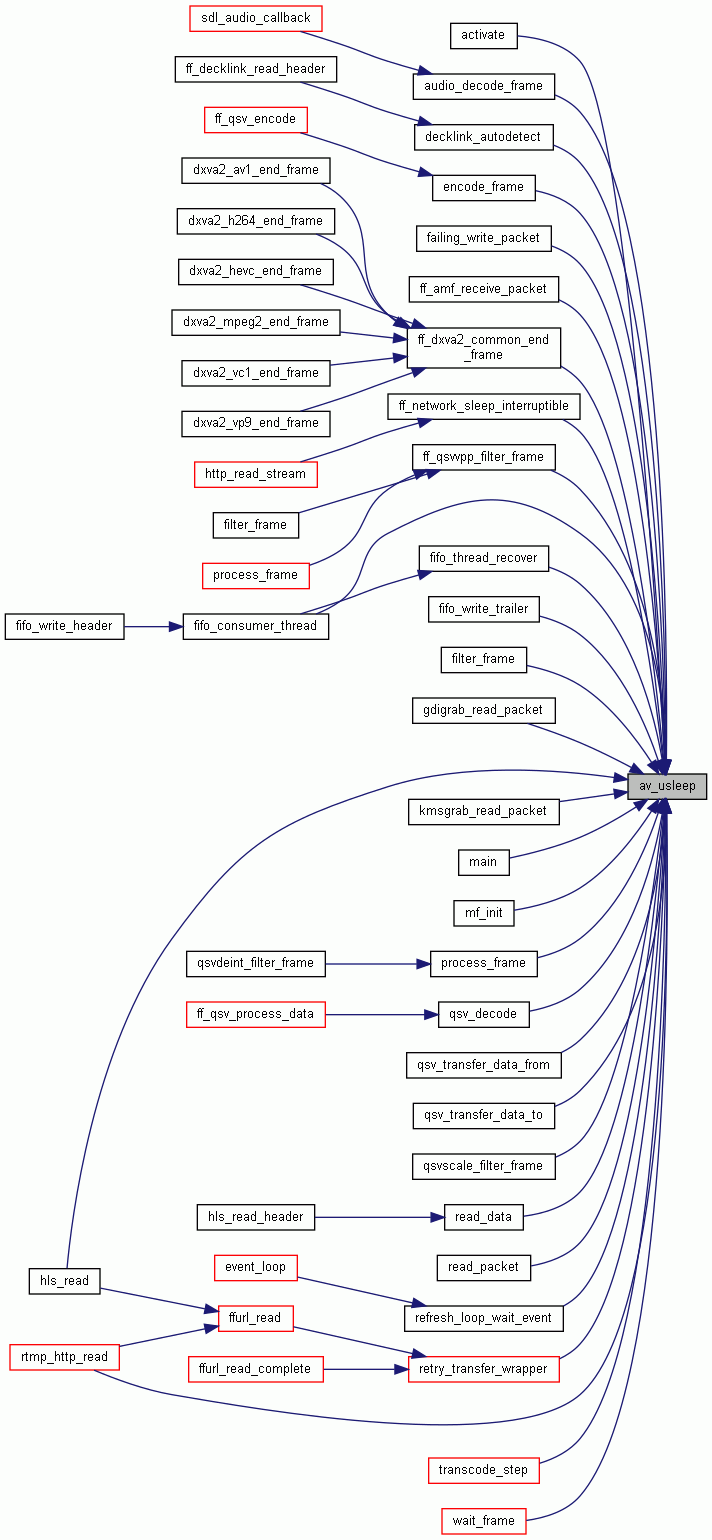 sdl_audio_callback
activate
ff_decklink_read_header
audio_decode_frame
ff_qsv_encode
decklink_autodetect
dxva2_av1_end_frame
encode_frame
dxva2_h264_end_frame
failing_write_packet
dxva2_hevc_end_frame
ff_amf_receive_packet
dxva2_mpeg2_end_frame
ff_dxva2_common_end
_frame
dxva2_vc1_end_frame
ff_network_sleep_interruptible
dxva2_vp9_end_frame
ff_qsvvpp_filter_frame
http_read_stream
filter_frame
process_frame
fifo_thread_recover
fifo_write_header
fifo_consumer_thread
fifo_write_trailer
filter_frame
gdigrab_read_packet
av_usleep
kmsgrab_read_packet
main
mf_init
qsvdeint_filter_frame
process_frame
ff_qsv_process_data
qsv_decode
qsv_transfer_data_from
qsv_transfer_data_to
qsvscale_filter_frame
hls_read_header
read_data
event_loop
read_packet
hls_read
ffurl_read
refresh_loop_wait_event
rtmp_http_read
ffurl_read_complete
retry_transfer_wrapper
transcode_step
wait_frame